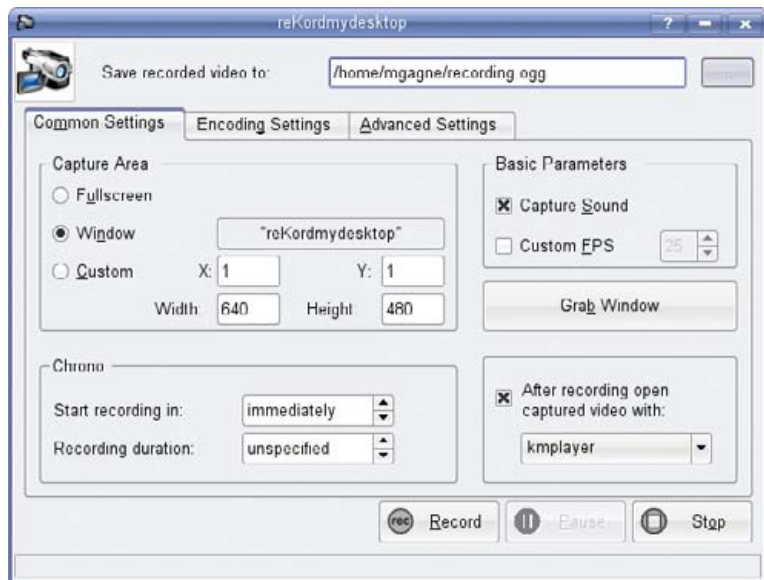 reKordmydesktop
Save recorded video to: /home/mgagne/recording ogg ...
Common Settings Encoding Settings Advanced Settings
Capture Area
Fullscreen
Window "reKordmydesktop"
Custom X: 1 Y: 1
Width 640 Height 480
Basic Parameters
Capture Sound
Custom FPS 25
Grab Window
Chrono
Start recording in: immediately
Recording duration: unspecified
After recording open
captured video with:
kmplayer
rec Record Pause Stop